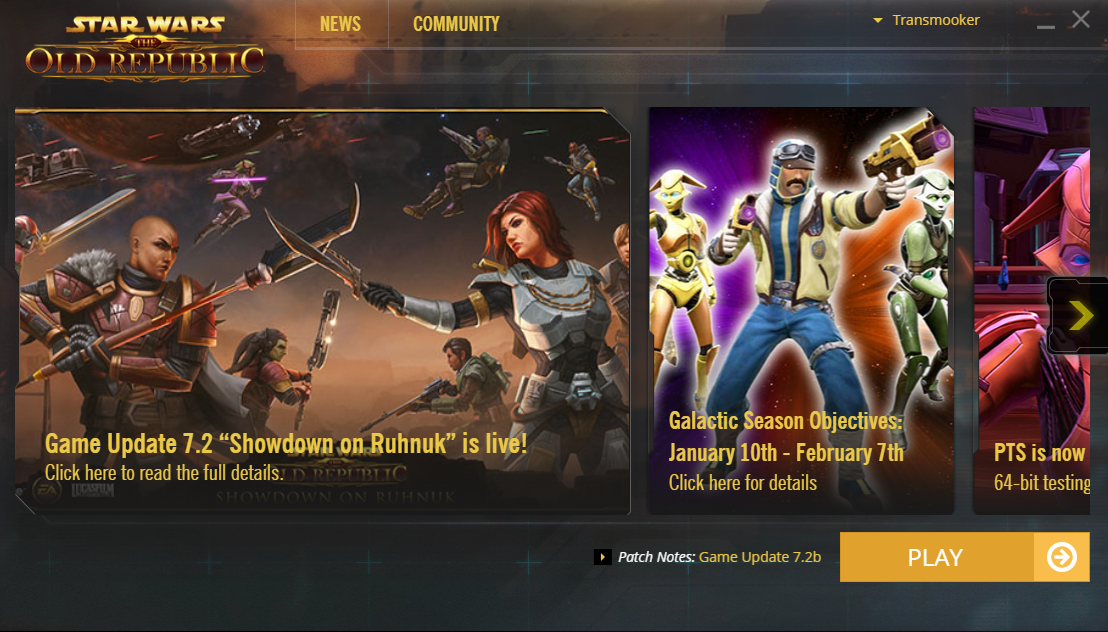 STAR WARS
THE
OLD REPUBLIC
NEWS
COMMUNITY
Transmooker
Game Update 7.2 “Showdown on Ruhnuk” is live!
Click here to read the full details.
STAR WARS
OLD REPUBLIC
EA
LUCASFILM
SHOWDOWN ON RUHNUK
Galactic Season Objectives:
January 10th - February 7th
Click here for details
PTS is now
64-bit testing
Patch Notes: Game Update 7.2b
PLAY